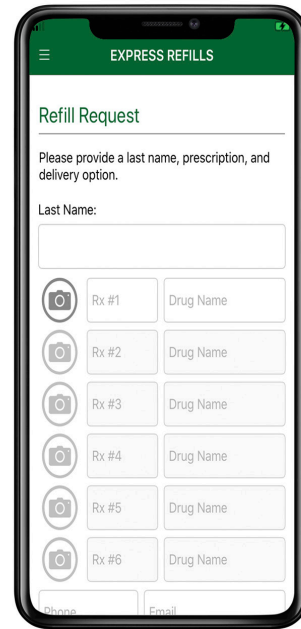 EXPRESS REFILLS
Refill Request
Please provide a last name, prescription, and
delivery option.
Last Name:
Rx #1 Drug Name
Rx #2 Drug Name
Rx #3 Drug Name
Rx #4 Drug Name
Rx #5 Drug Name
Rx #6 Drug Name
Phone Email